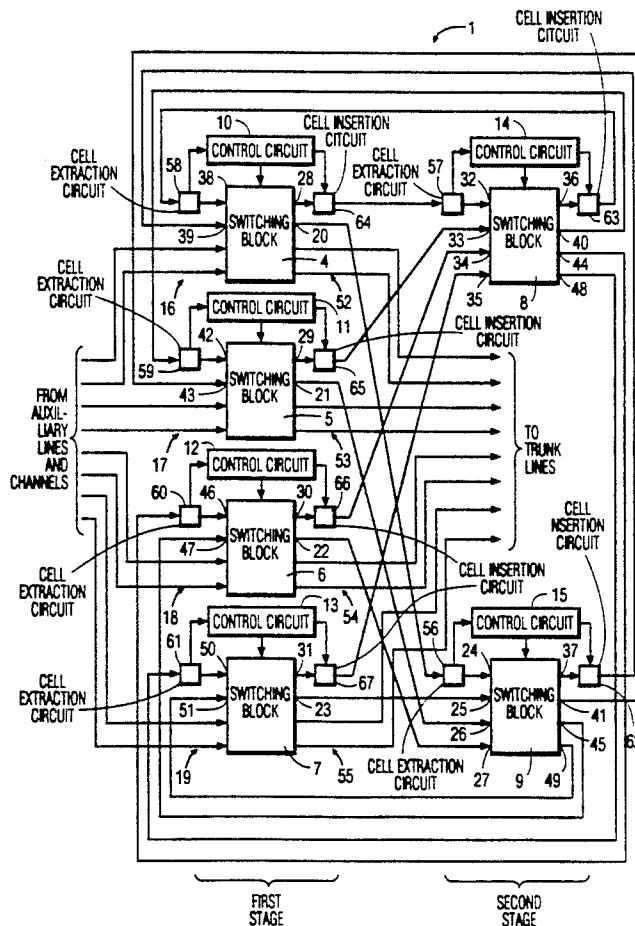 CELL INSERTION
CITCUIT
1
10
14
CELL INSERTION
CITCUIT
CONTROL CIRCUIT
CELL
EXTRACTION
CIRCUIT
CONTROL CIRCUIT
CELL
EXTRACTION
CIRCUIT
58
38
28
57
32
36
SWITCHING
BLOCK
64
SWITCHING
BLOCK
63
39
20
33
40
34
44
4
48
35
8
CELL
EXTRACTION
CIRCUIT
16
52
CONTROL CIRCUIT
11
CELL INSERTION
CIRCUIT
42
29
59
SWITCHING
BLOCK
65
43
21
5
FROM
AUXIL-
LIARY
LINES
AND
CHANNELS
TO
TRUNK
LINES
17
12
53
CONTROL CIRCUIT
60
46
30
66
CELL
INSERTION
CIRCUIT
SWITCHING
BLOCK
47
22
6
CELL
EXTRACTION
CIRCUIT
CELL INSERTION
CIRCUIT
18
13
54
15
CONTROL CIRCUIT
CONTROL CIRCUIT
61
50
31
56
24
37
CELL
EXTRACTION
CIRCUIT
SWITCHING
BLOCK
67
SWITCHING
BLOCK
51
23
25
41
26
45
7
9
49
19
55
CELL EXTRACTION
CIRCUIT
27
FIRST
STAGE
SECOND
STAGE